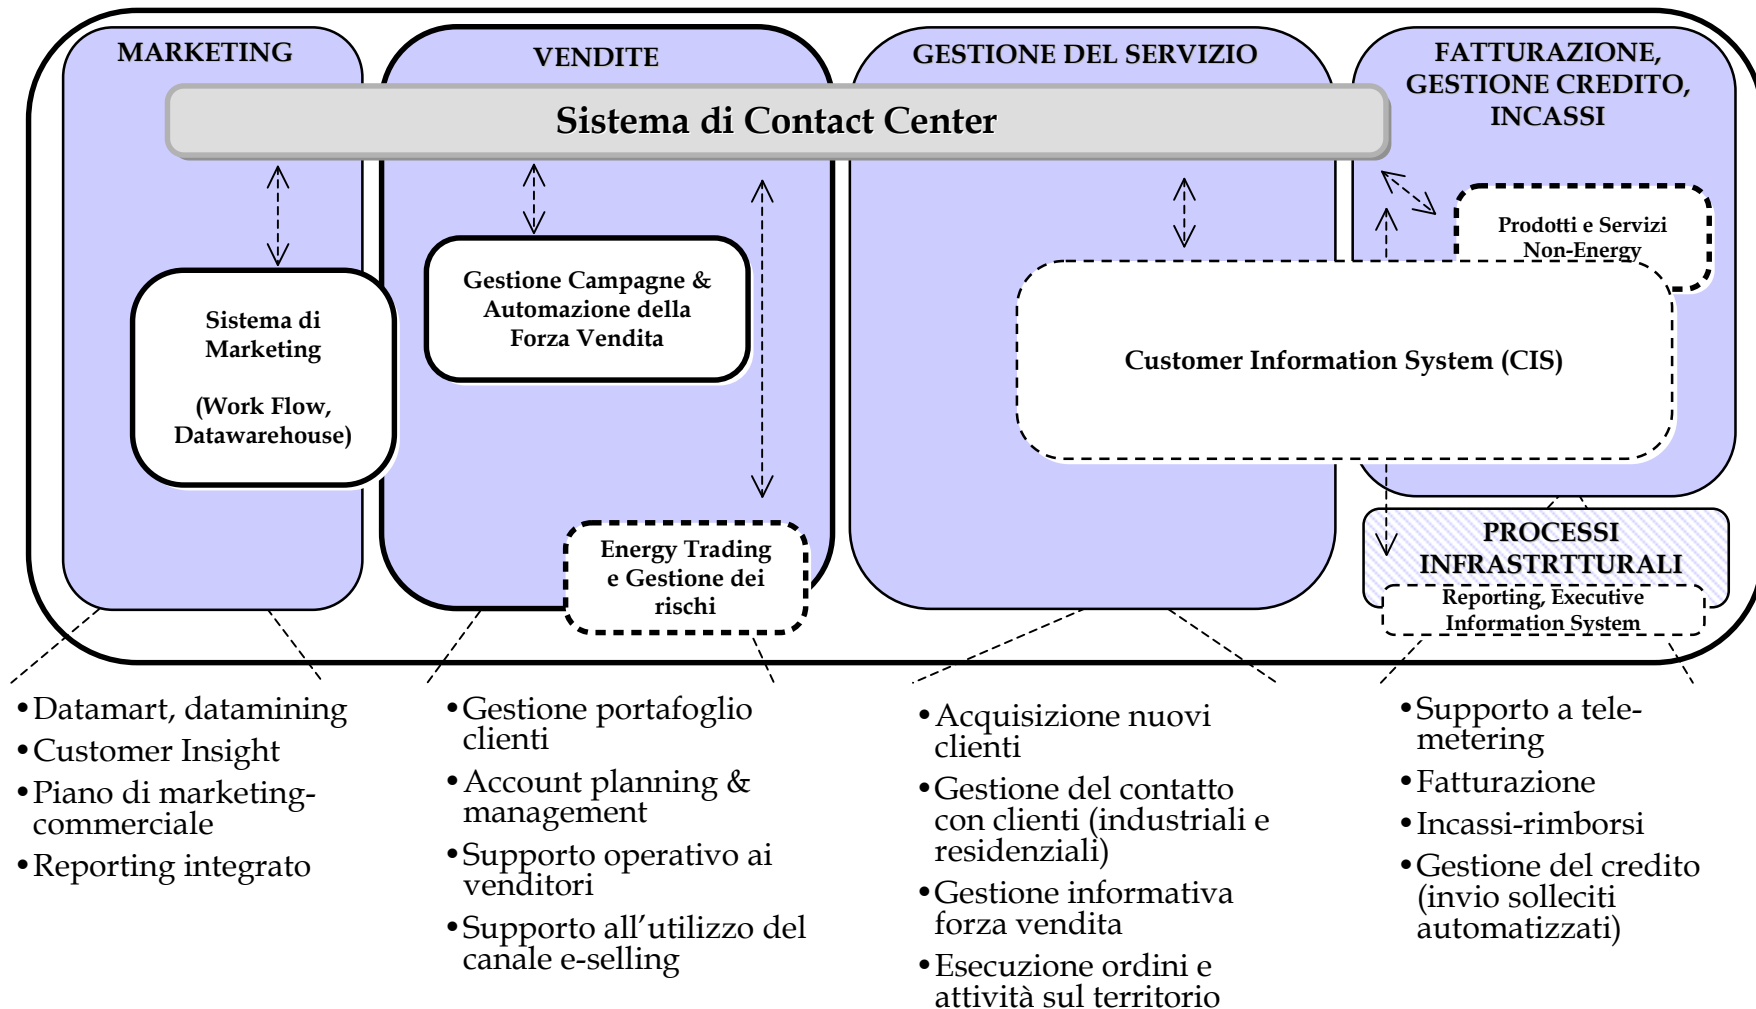 MARKETING
VENDITE
GESTIONE DEL SERVIZIO
FATTURAZIONE,
GESTIONE CREDITO,
INCASSI
Sistema di Contact Center
Prodotti e Servizi
Non-Energy
Gestione Campagne &
Automazione della
Forza Vendita
Sistema di
Marketing
(Work Flow,
Datawarehouse)
Customer Information System (CIS)
Energy Trading
e Gestione dei
rischi
PROCESSI
INFRASTRTTURALI
Reporting, Executive
Information System
•Datamart, datamining
•Customer Insight
•Piano di marketing-
commerciale
•Reporting integrato
•Gestione portafoglio
clienti
•Account planning &
management
•Supporto operativo ai
venditori
•Supporto all’utilizzo del
canale e-selling
•Acquisizione nuovi
clienti
•Gestione del contatto
con clienti (industriali e
residenziali)
•Gestione informativa
forza vendita
•Esecuzione ordini e
attività sul territorio
•Supporto a tele-
metering
•Fatturazione
•Incassi-rimborsi
•Gestione del credito
(invio solleciti
automatizzati)